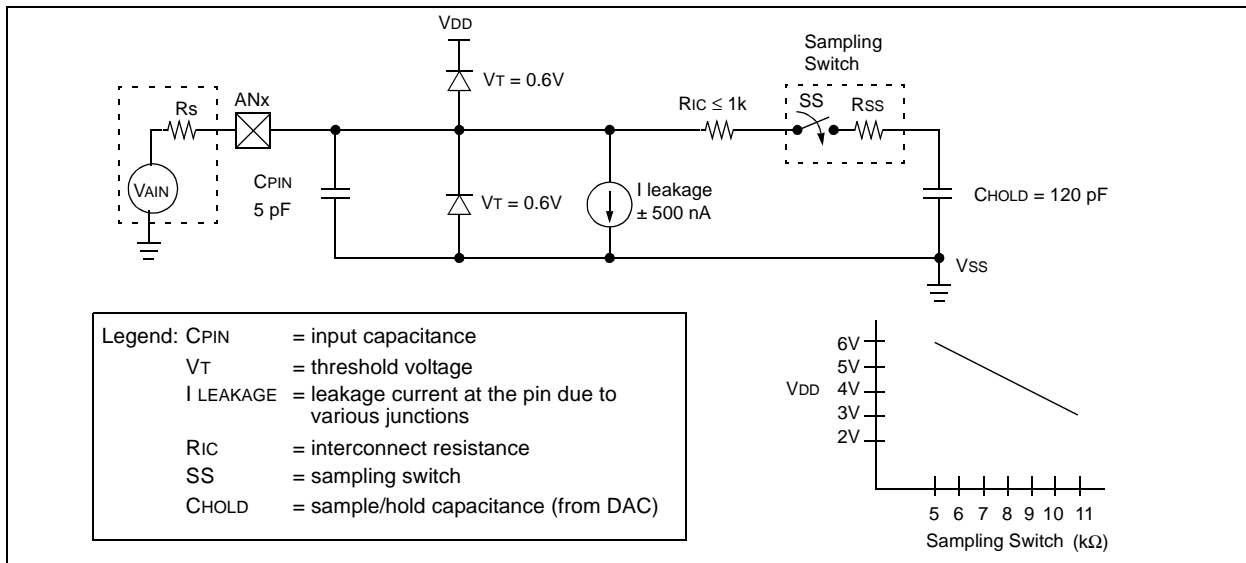 VDD
Sampling
Switch
VT = 0.6V
Rs
ANx
RIC ≤ 1k
SS
RSS
VAIN
CPIN
5 pF
VT = 0.6V
I leakage
± 500 nA
CHOLD = 120 pF
VSS
Legend: CPIN = input capacitance
VT = threshold voltage
I LEAKAGE = leakage current at the pin due to
various junctions
RIC = interconnect resistance
SS = sampling switch
CHOLD = sample/hold capacitance (from DAC)
6V
5V
VDD 4V
3V
2V
5 6 7 8 9 10 11
Sampling Switch (kΩ)